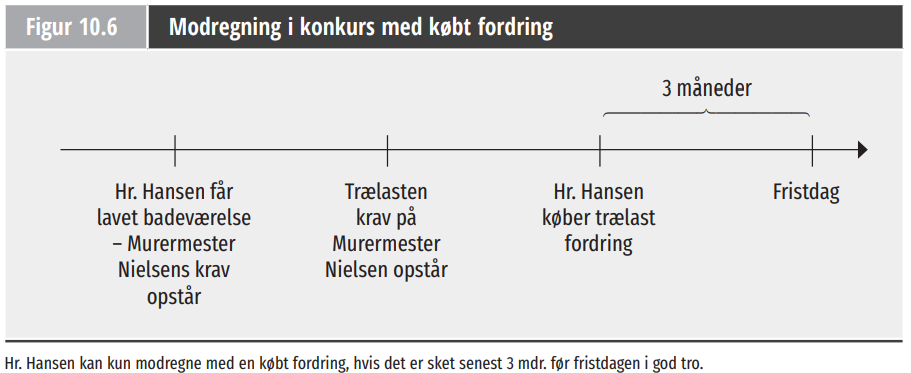 Figur 10.6 Modregning i konkurs med købt fordring
3 måneder
Hr. Hansen får
lavet badeværelse
– Murermester
Nielsens krav
opstår
Trælasten
krav på
Murermester
Nielsen opstår
Hr. Hansen
køber trælast
fordring
Fristdag
Hr. Hansen kan kun modregne med en købt fordring, hvis det er sket senest 3 mdr. før fristdagen i god tro.